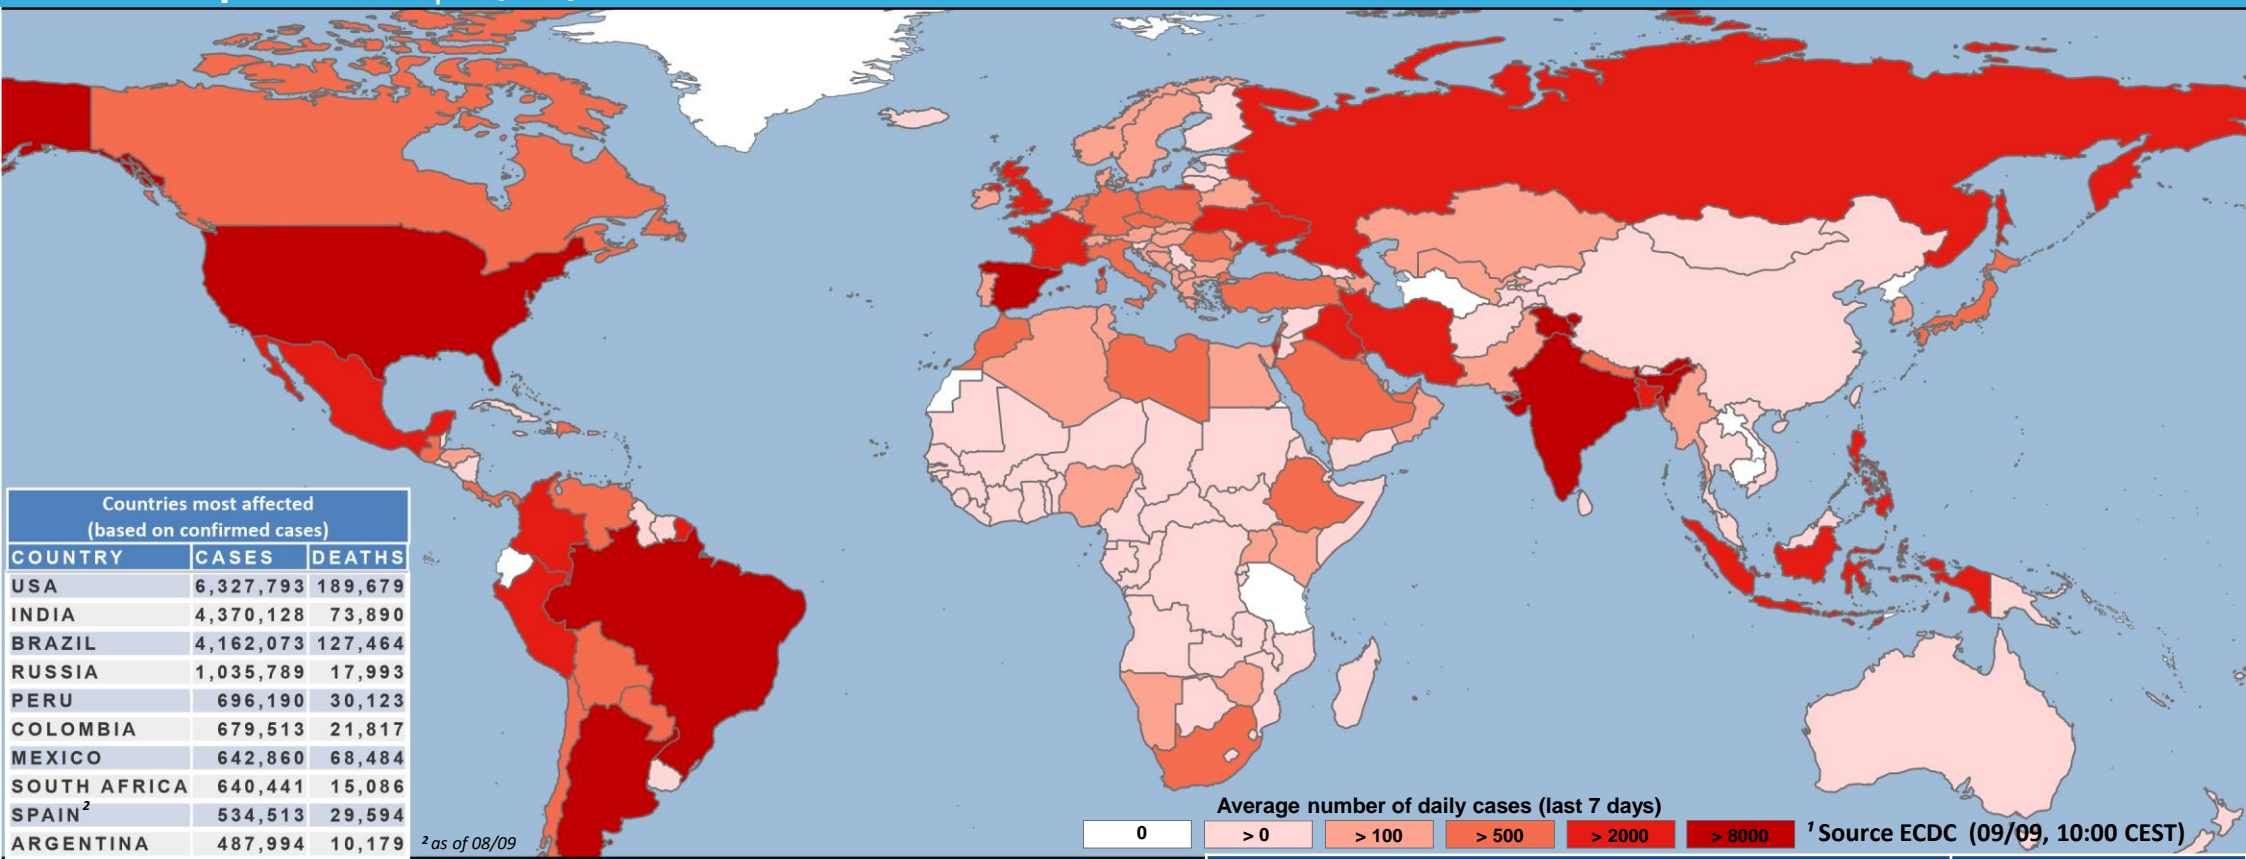 Countries most affected
(based on confirmed cases)
COUNTRY CASES DEATHS
USA 6,327,793 189,679
INDIA 4,370,128 73,890
BRAZIL 4,162,073 127,464
RUSSIA 1,035,789 17,993
PERU 696,190 30,123
COLOMBIA 679,513 21,817
MEXICO 642,860 68,484
SOUTH AFRICA 640,441 15,086
SPAIN² 534,513 29,594
ARGENTINA 487,994 10,179
² as of 08/09
Average number of daily cases (last 7 days)
0 > 0 > 100 > 500 > 2000 > 8000
¹ Source ECDC (09/09, 10:00 CEST)